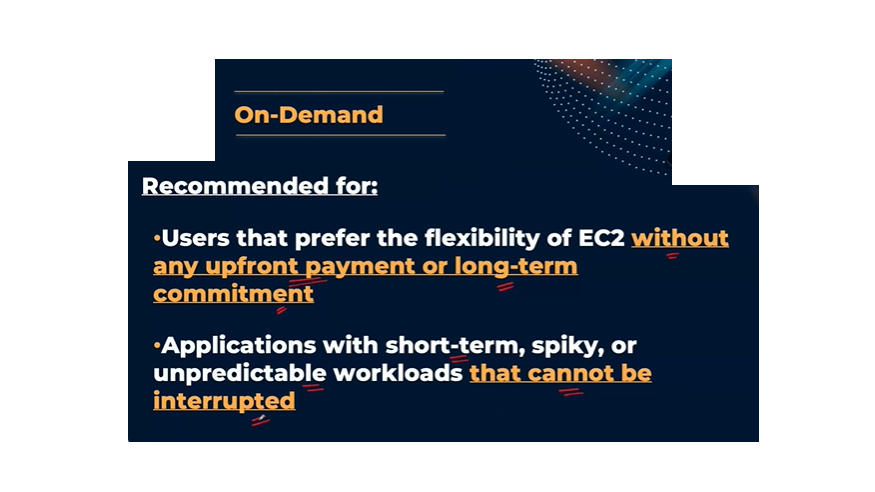 On-Demand
Recommended for:
•Users that prefer the flexibility of EC2 without
any upfront payment or long-term
commitment
•Applications with short-term, spiky, or
unpredictable workloads that cannot be
interrupted